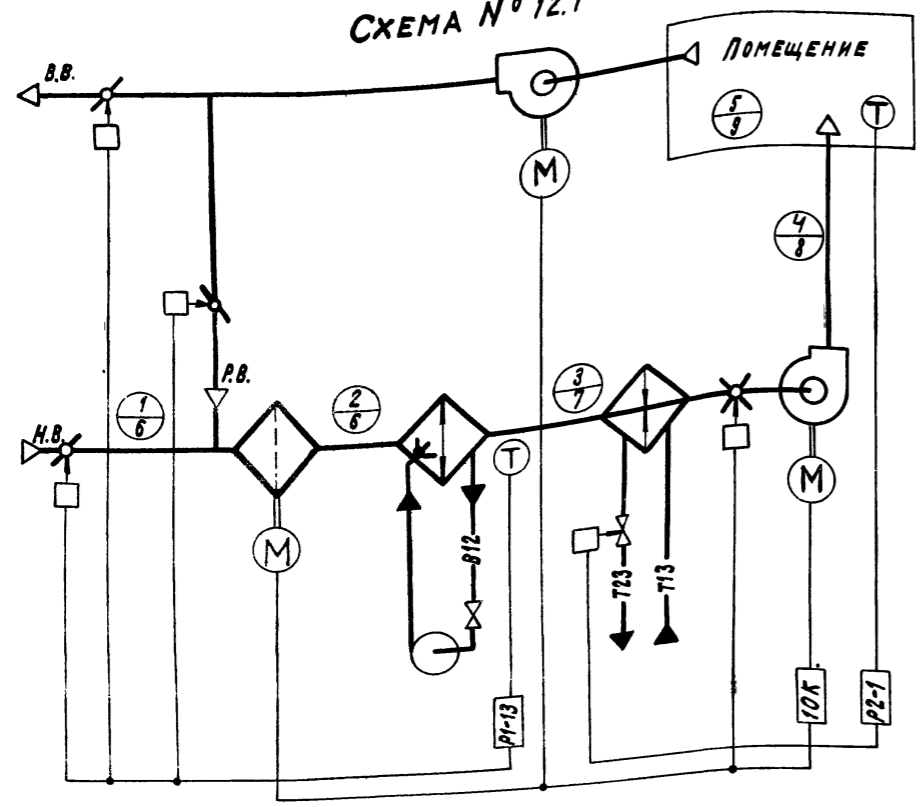 СХЕМА № 12.1
В.В.
ПОМЕЩЕНИЕ
5
9
Т
М
4
8
Р.В.
1
6
2
6
3
7
Н.В.
Т
М
М
В12
Т23
Т13
Р1-13
10К.
Р2-1